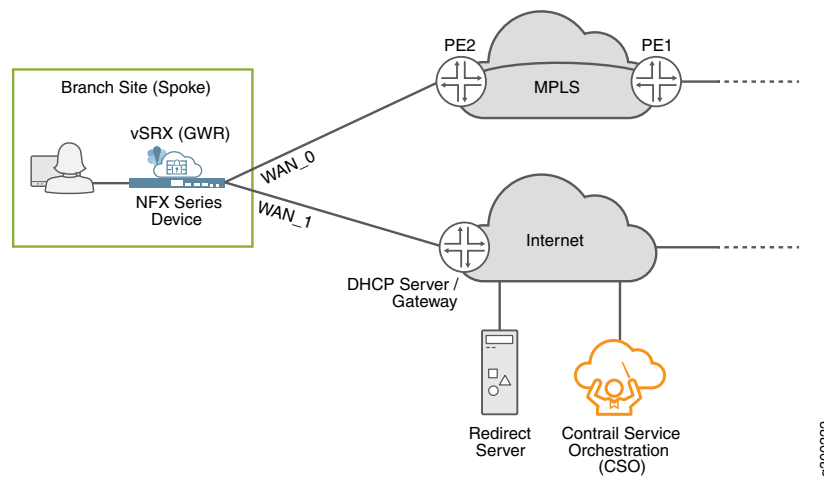 PE2
PE1
Branch Site (Spoke)
MPLS
vSRX (GWR)
WAN_0
NFX Series
Device
WAN_1
Internet
DHCP Server /
Gateway
Redirect
Server
Contrail Service
Orchestration
(CSO)